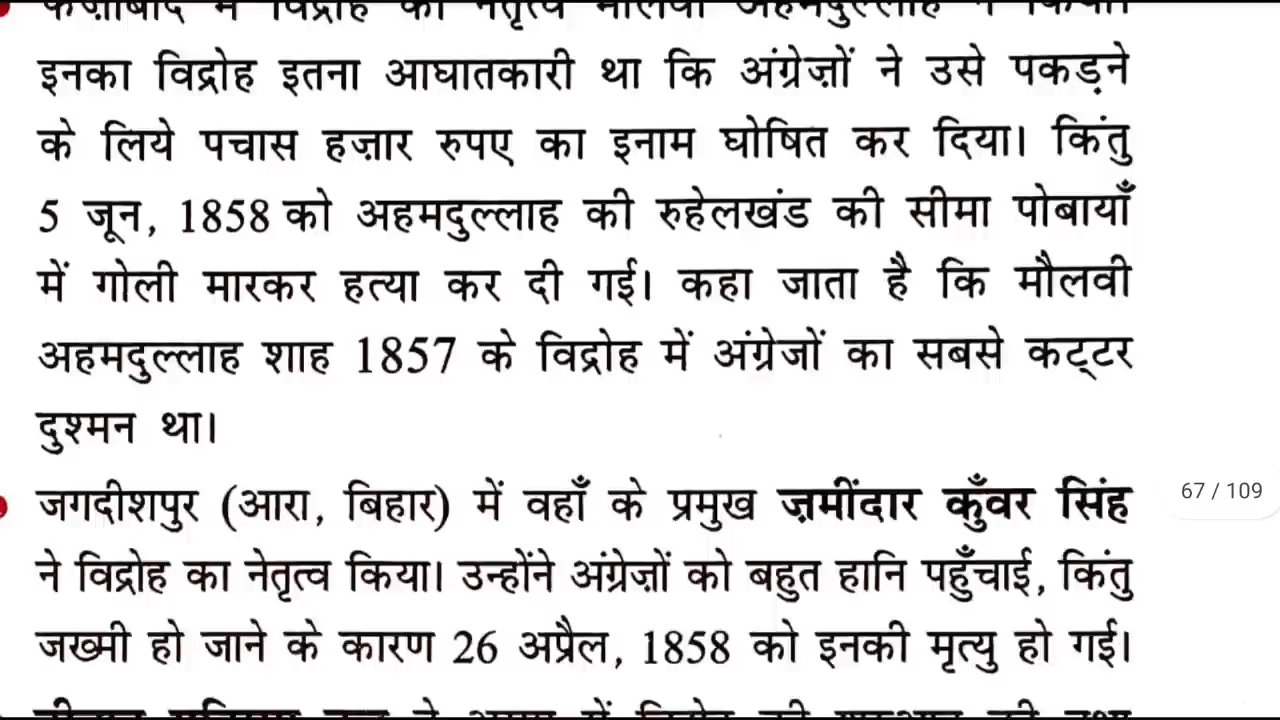 फैज़ाबाद में विद्रोह का नेतृत्व मौलवी अहमदुल्लाह ने किया।
इनका विद्रोह इतना आघातकारी था कि अंग्रेज़ों ने उसे पकड़ने
के लिये पचास हज़ार रुपए का इनाम घोषित कर दिया। किंतु
5 जून, 1858 को अहमदुल्लाह की रुहेलखंड की सीमा पोबायाँ
में गोली मारकर हत्या कर दी गई। कहा जाता है कि मौलवी
अहमदुल्लाह शाह 1857 के विद्रोह में अंग्रेजों का सबसे कट्टर
दुश्मन था।
जगदीशपुर (आरा, बिहार) में वहाँ के प्रमुख ज़मींदार कुँवर सिंह
67 / 109
ने विद्रोह का नेतृत्व किया। उन्होंने अंग्रेज़ों को बहुत हानि पहुँचाई, किंतु
जख्मी हो जाने के कारण 26 अप्रैल, 1858 को इनकी मृत्यु हो गई।